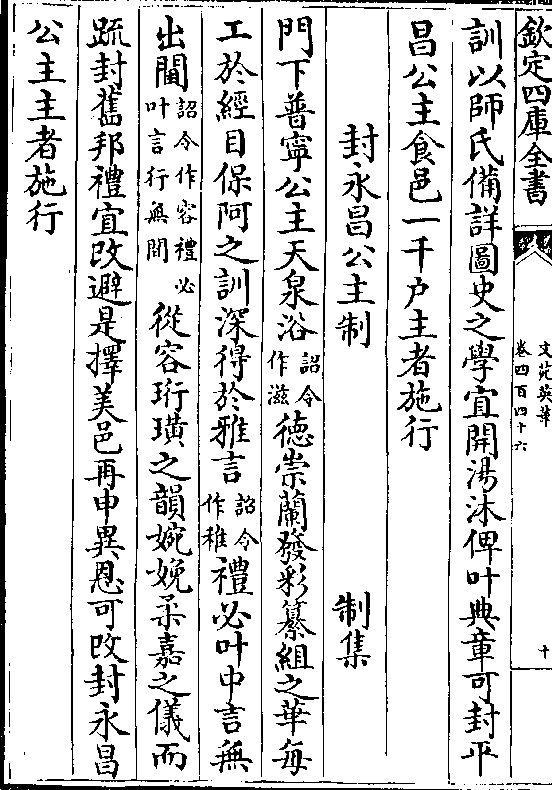 欽定四庫全書
文苑英華
卷四百四十六
十
訓以師氏備詳圖史之學宜開湯沐俾叶典章可封平
昌公主食邑一千户主者施行
封永昌公主制 制集
門下普寧公主天泉浴詔令作滋德崇蘭發彩纂組之華每
工於經目保阿之訓深得於雅言詔令作稚禮必叶中言無
出閫詔令作容禮必叶言行無間從容珩璜之韻婉娩柔嘉之儀而
疏封舊邦禮宜改避是擇美邑再申異恩可改封永昌
公主主者施行